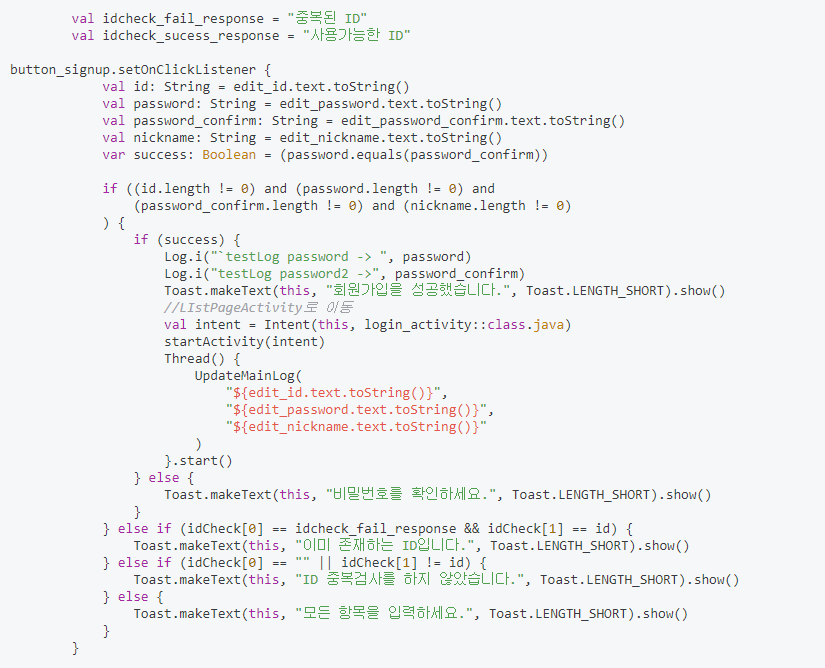 val idcheck_fail_response = "중복된 ID"
val idcheck_sucess_response = "사용가능한 ID"
button_signup.setOnClickListener {
val id: String = edit_id.text.toString()
val password: String = edit_password.text.toString()
val password_confirm: String = edit_password_confirm.text.toString()
val nickname: String = edit_nickname.text.toString()
var success: Boolean = (password.equals(password_confirm))
if ((id.length != 0) and (password.length != 0) and
(password_confirm.length != 0) and (nickname.length != 0)
) {
if (success) {
Log.i("`testLog password -> ", password)
Log.i("testLog password2 ->", password_confirm)
Toast.makeText(this, "회원가입을 성공했습니다.", Toast.LENGTH_SHORT).show()
//LIstPageActivity로 이동
val intent = Intent(this, login_activity::class.java)
startActivity(intent)
Thread() {
UpdateMainLog(
"${edit_id.text.toString()}",
"${edit_password.text.toString()}",
"${edit_nickname.text.toString()}"
)
}.start()
} else {
Toast.makeText(this, "비밀번호를 확인하세요.", Toast.LENGTH_SHORT).show()
}
} else if (idCheck[0] == idcheck_fail_response && idCheck[1] == id) {
Toast.makeText(this, "이미 존재하는 ID입니다.", Toast.LENGTH_SHORT).show()
} else if (idCheck[0] == "" || idCheck[1] != id) {
Toast.makeText(this, "ID 중복검사를 하지 않았습니다.", Toast.LENGTH_SHORT).show()
} else {
Toast.makeText(this, "모든 항목을 입력하세요.", Toast.LENGTH_SHORT).show()
}
}